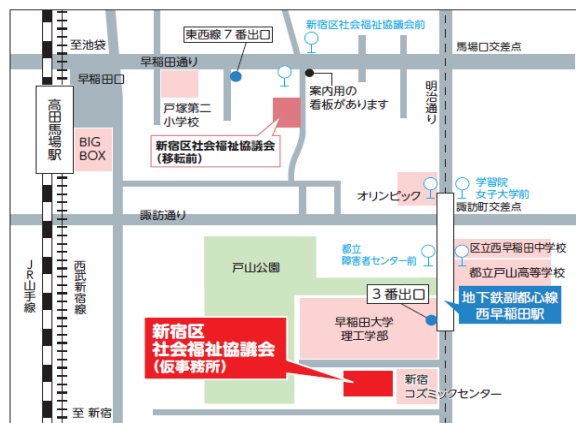 至池袋
東西線７番出口
新宿区社会福祉協議会前
馬場口交差点
早稲田通り
早稲田口
案内用の
看板があります
明治通り
高田馬場駅
戸塚第二
小学校
BIG
BOX
新宿区社会福祉協議会
(移転前)
オリンピック
学習院
女子大学前
諏訪町交差点
諏訪通り
都立
障害者センター前
区立西早稲田中学校
都立戸山高等学校
戸山公園
JR山手線
西武新宿線
３番出口
地下鉄副都心線
西早稲田駅
早稲田大学
理工学部
新宿区
社会福祉協議会
(仮事務所)
新宿
コズミックセンター
至 新宿